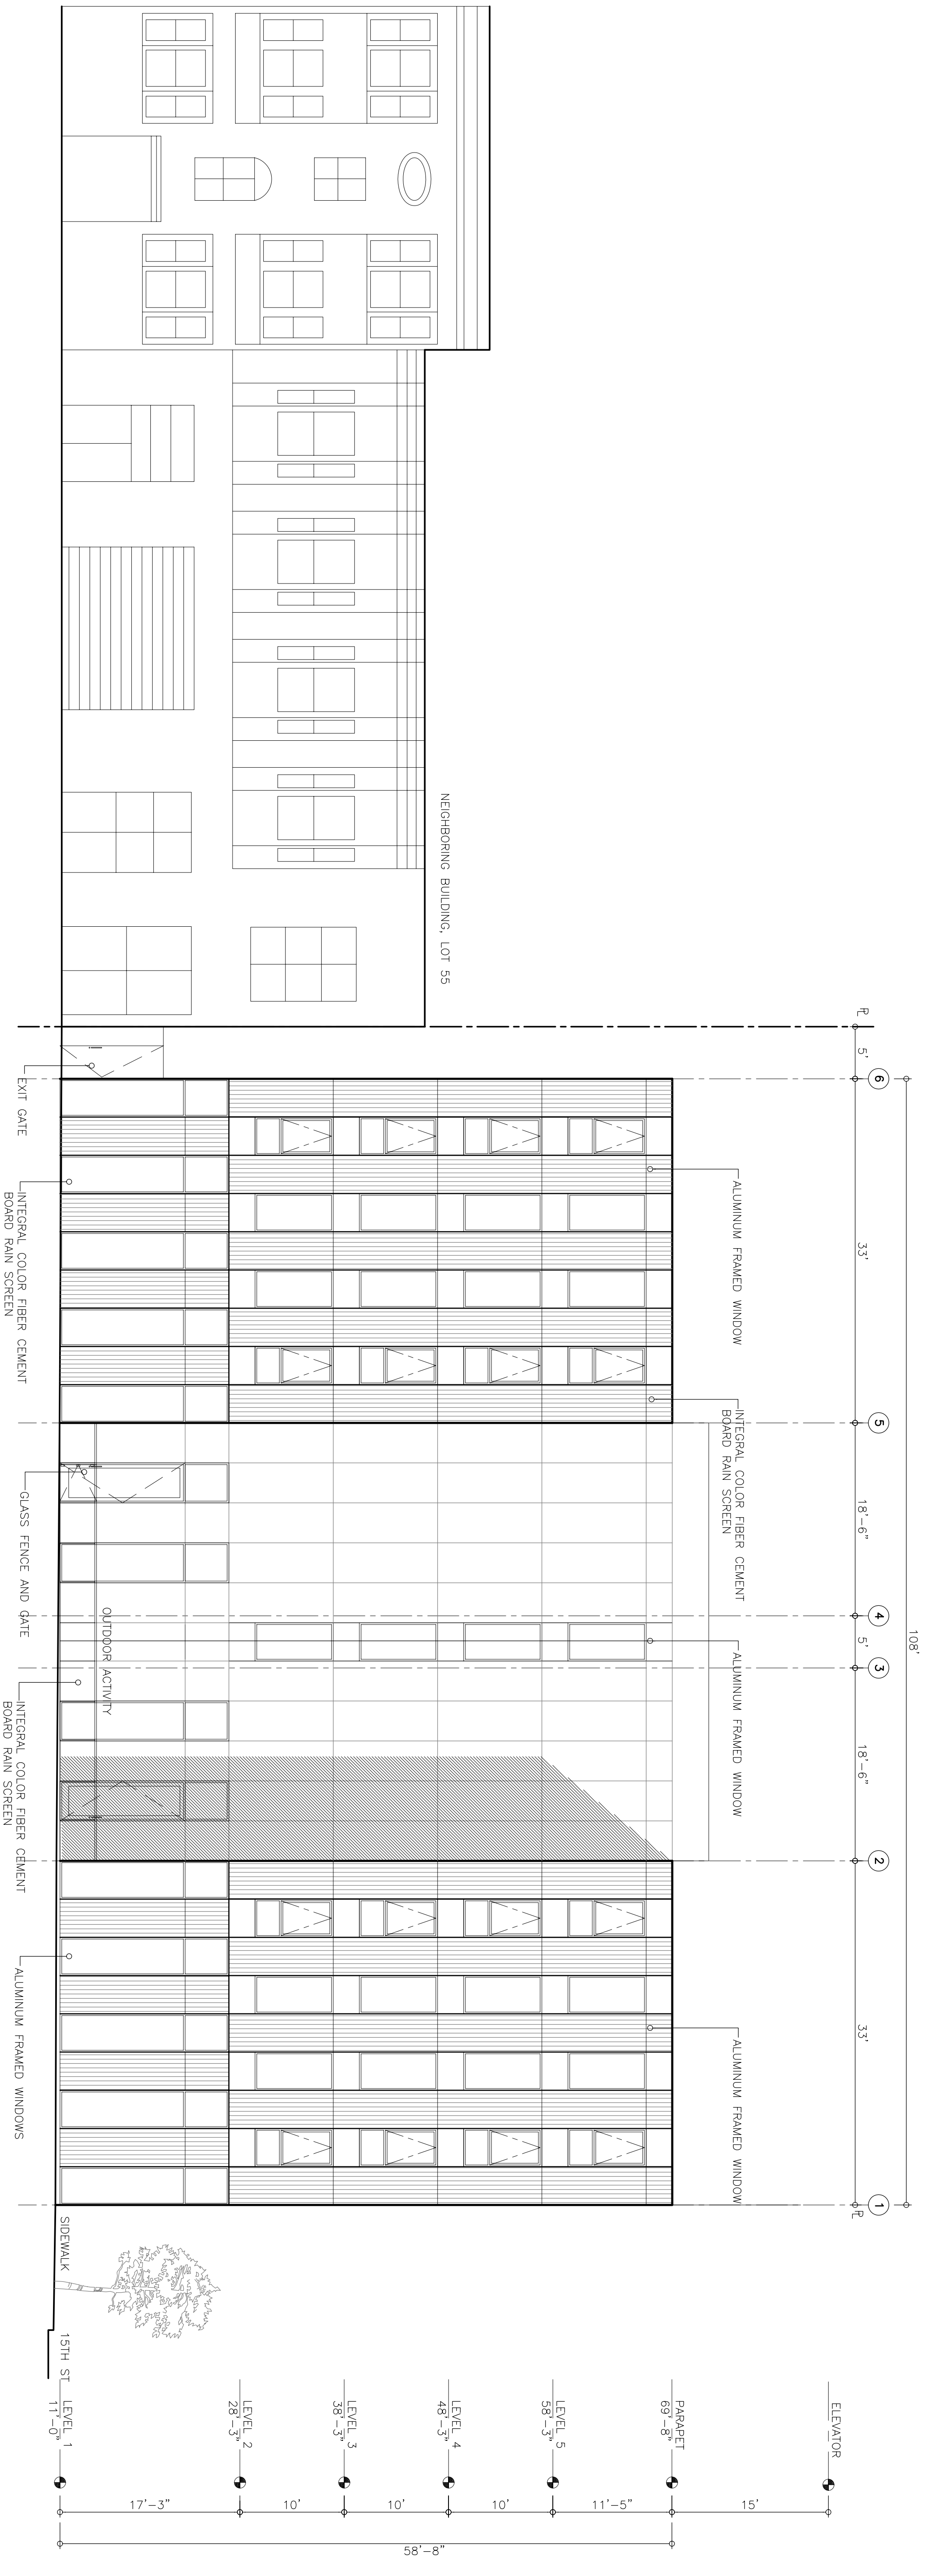 NEIGHBORING BUILDING, LOT 55
108'
PL
5'
6
33'
5
18'-6"
4
5'
3
18'-6"
2
33'
1
PL
ALUMINUM FRAMED WINDOW
INTEGRAL COLOR FIBER CEMENT
BOARD RAIN SCREEN
ALUMINUM FRAMED WINDOW
ALUMINUM FRAMED WINDOW
OUTDOOR ACTIVITY
EXIT GATE
INTEGRAL COLOR FIBER CEMENT
BOARD RAIN SCREEN
GLASS FENCE AND GATE
INTEGRAL COLOR FIBER CEMENT
BOARD RAIN SCREEN
ALUMINUM FRAMED WINDOWS
SIDEWALK
15TH ST
ELEVATOR
15'
PARAPET
69'-8"
11'-5"
LEVEL 5
58'-3"
10'
LEVEL 4
48'-3"
10'
LEVEL 3
38'-3"
10'
LEVEL 2
28'-3"
17'-3"
LEVEL 1
11'-0"
58'-8"